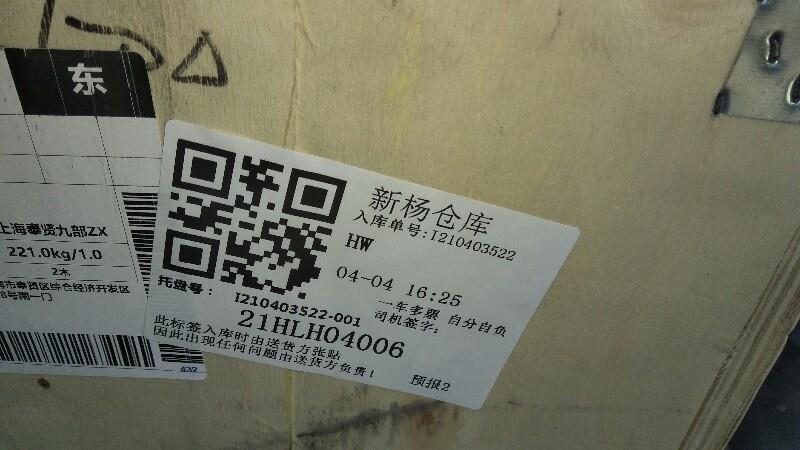 东
上海奉贤九部ZX
221.0kg/1.0
2木
市奉贤区综合经济开发区
8号南一门
432
新杨仓库
入库单号:I210403522
HW
04-04 16:25
一车多票 自分自负
司机签字:
托盘号:
I210403522-001
21HLH04006
此标签入库时由送货方张贴
因此出现任何问题由送货方负责!
预报2